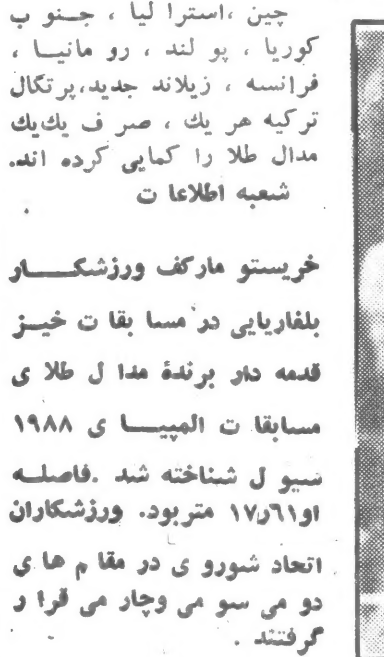 چین ،استرا لیا ، جـنو ب
کوریا ، پو لند ، رو مانیـا ،
فرانسه ، زیلاند جدید،پرتگال
ترکیه هر یك ، صر ف یك‌یك
مدال طلا را کمایی کرده اند.
شعبه اطلاعا ت
خریستو مارکف ورزشکـــار
بلغاریایی در مسا بقا ت خیـز
قدمه دار برندهٔ مدا ل طلا ی
مسابقا ت المپیـــا ی ۱۹۸۸
سیو ل شناخته شد .فاصلـه
او۱۷٫۶۱ متربود. ورزشکاران
اتحاد شورو ی در مقا م ها ی
دو می سو می وچار می قرا ر
گرفتند .